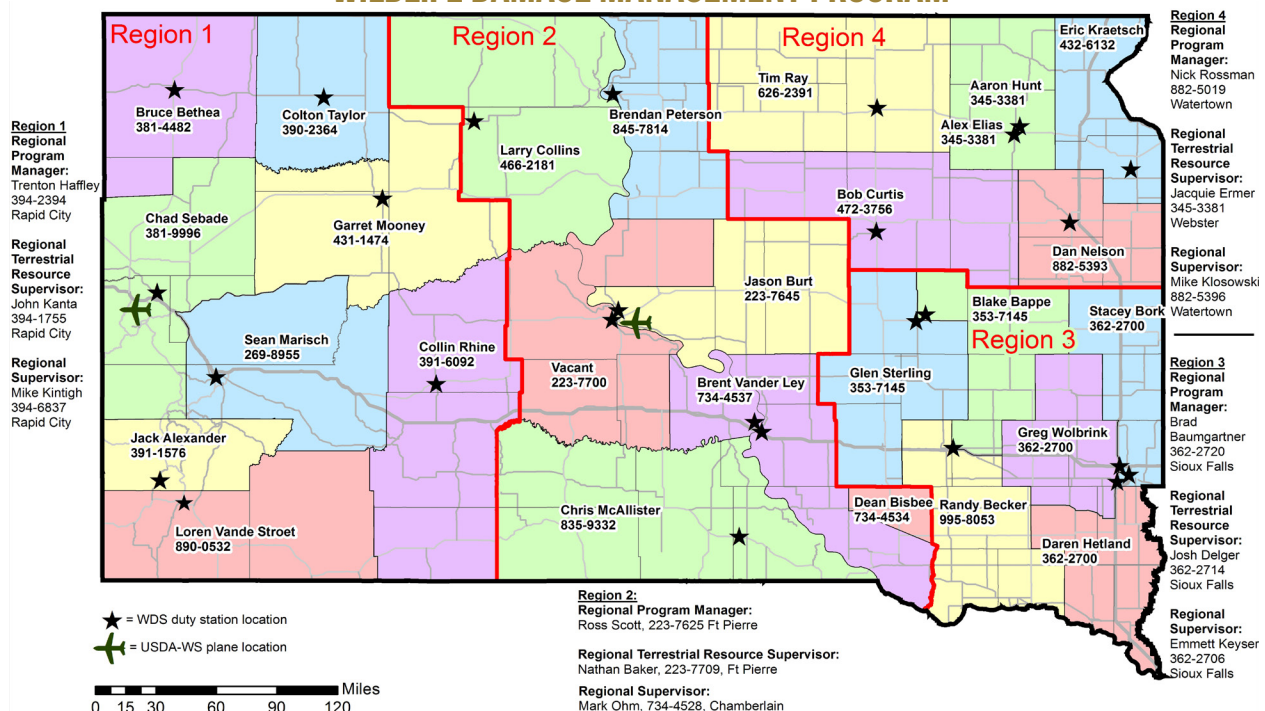 WILDLIFE DAMAGE MANAGEMENT PROGRAM
Region 1
Region 2
Region 4
Region 3
Bruce Bethea
381-4482
Colton Taylor
390-2364
Larry Collins
466-2181
Brendan Peterson
845-7814
Tim Ray
626-2391
Aaron Hunt
345-3381
Alex Elias
345-3381
Eric Kraetsch
432-6132
Chad Sebade
381-9996
Garret Mooney
431-1474
Bob Curtis
472-3756
Dan Nelson
882-5393
Jason Burt
223-7645
Blake Bappe
353-7145
Stacey Bork
362-2700
Sean Marisch
269-8955
Collin Rhine
391-6092
Vacant
223-7700
Brent Vander Ley
734-4537
Glen Sterling
353-7145
Greg Wolbrink
362-2700
Jack Alexander
391-1576
Loren Vande Stroet
890-0532
Chris McAllister
835-9332
Dean Bisbee
734-4534
Randy Becker
995-8053
Daren Hetland
362-2700
Region 1
Regional
Program
Manager:
Trenton Haffley
394-2394
Rapid City
Regional
Terrestrial
Resource
Supervisor:
John Kanta
394-1755
Rapid City
Regional
Supervisor:
Mike Kintigh
394-6837
Rapid City
Region 4
Regional
Program
Manager:
Nick Rossman
882-5019
Watertown
Regional
Terrestrial
Resource
Supervisor:
Jacquie Ermer
345-3381
Webster
Regional
Supervisor:
Mike Klosowski
882-5396
Watertown
Region 3
Regional
Program
Manager:
Brad
Baumgartner
362-2720
Sioux Falls
Regional
Terrestrial
Resource
Supervisor:
Josh Delger
362-2714
Sioux Falls
Regional
Supervisor:
Emmett Keyser
362-2706
Sioux Falls
Region 2:
Regional Program Manager:
Ross Scott, 223-7625 Ft Pierre
Regional Terrestrial Resource Supervisor:
Nathan Baker, 223-7709, Ft Pierre
Regional Supervisor:
Mark Ohm, 734-4528, Chamberlain
= WDS duty station location
= USDA-WS plane location
Miles
0 15 30 60 90 120